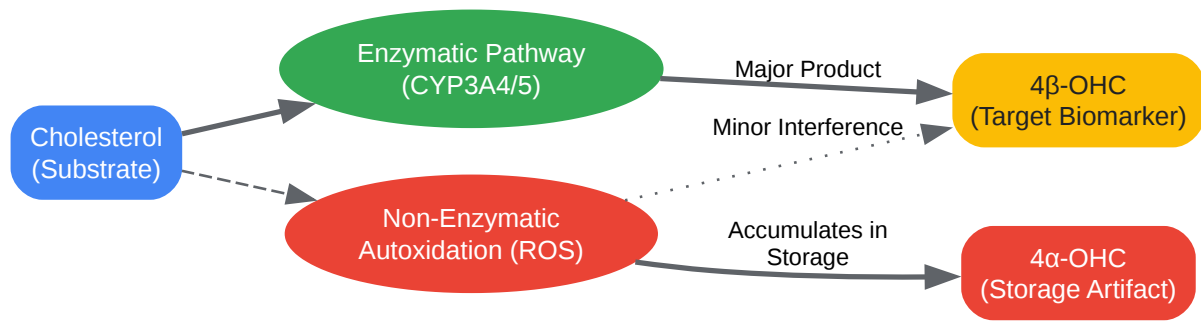 Cholesterol
(Substrate)
Enzymatic Pathway
(CYP3A4/5)
Non-Enzymatic
Autoxidation (ROS)
Major Product
Minor Interference
Accumulates in
Storage
4β-OHC
(Target Biomarker)
4α-OHC
(Storage Artifact)